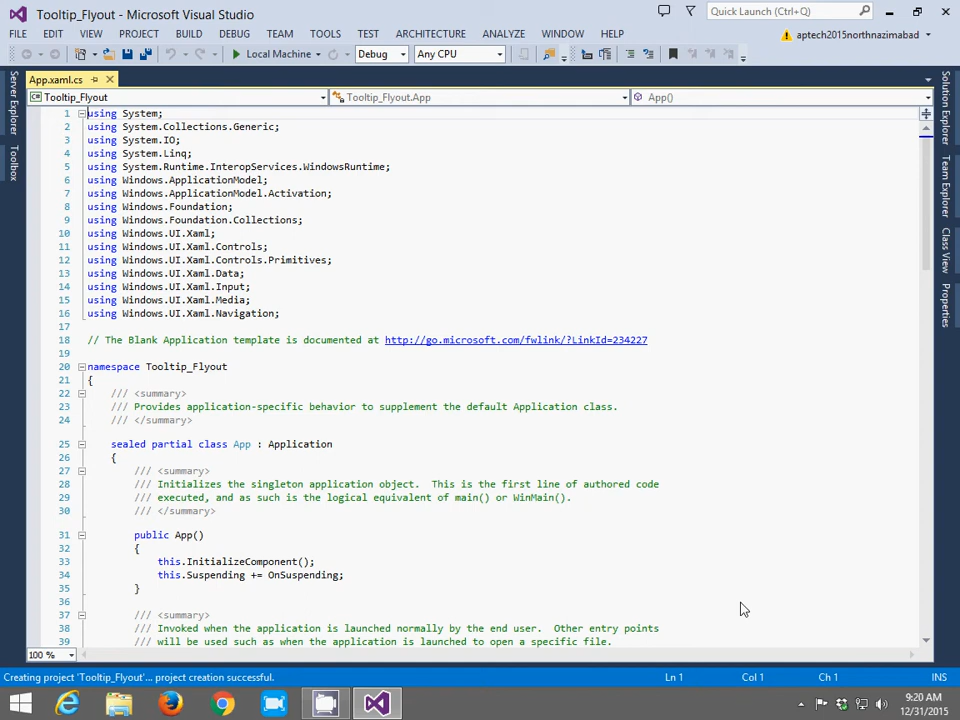 Tooltip_Flyout - Microsoft Visual Studio
Quick Launch (Ctrl+Q)
FILE EDIT VIEW PROJECT BUILD DEBUG TEAM TOOLS TEST ARCHITECTURE ANALYZE WINDOW HELP
aptech2015northnazimabad
Local Machine Debug Any CPU
Server Explorer
Toolbox
App.xaml.cs
Tooltip_Flyout Tooltip_Flyout.App App()
1 using System;
2 using System.Collections.Generic;
3 using System.IO;
4 using System.Linq;
5 using System.Runtime.InteropServices.WindowsRuntime;
6 using Windows.ApplicationModel;
7 using Windows.ApplicationModel.Activation;
8 using Windows.Foundation;
9 using Windows.Foundation.Collections;
10 using Windows.UI.Xaml;
11 using Windows.UI.Xaml.Controls;
12 using Windows.UI.Xaml.Controls.Primitives;
13 using Windows.UI.Xaml.Data;
14 using Windows.UI.Xaml.Input;
15 using Windows.UI.Xaml.Media;
16 using Windows.UI.Xaml.Navigation;
17
18 // The Blank Application template is documented at http://go.microsoft.com/fwlink/?LinkId=234227
19
20 namespace Tooltip_Flyout
21 {
22 /// <summary>
23 /// Provides application-specific behavior to supplement the default Application class.
24 /// </summary>
25 sealed partial class App : Application
26 {
27 /// <summary>
28 /// Initializes the singleton application object.  This is the first line of authored code
29 /// executed, and as such is the logical equivalent of main() or WinMain().
30 /// </summary>
31 public App()
32 {
33 this.InitializeComponent();
34 this.Suspending += OnSuspending;
35 }
36
37 /// <summary>
38 /// Invoked when the application is launched normally by the end user.  Other entry points
39 /// will be used such as when the application is launched to open a specific file.
Solution Explorer
Team Explorer
Class View
Properties
100 %
Creating project 'Tooltip_Flyout'... project creation successful. Ln 1 Col 1 Ch 1 INS
9:20 AM
12/31/2015